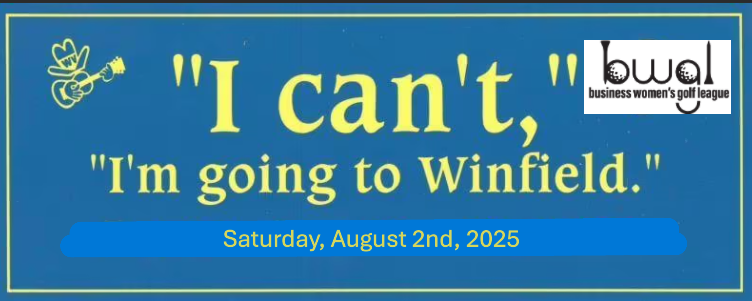 "I can't,"
bwgl
business women's golf league
"I'm going to Winfield."
Saturday, August 2nd, 2025